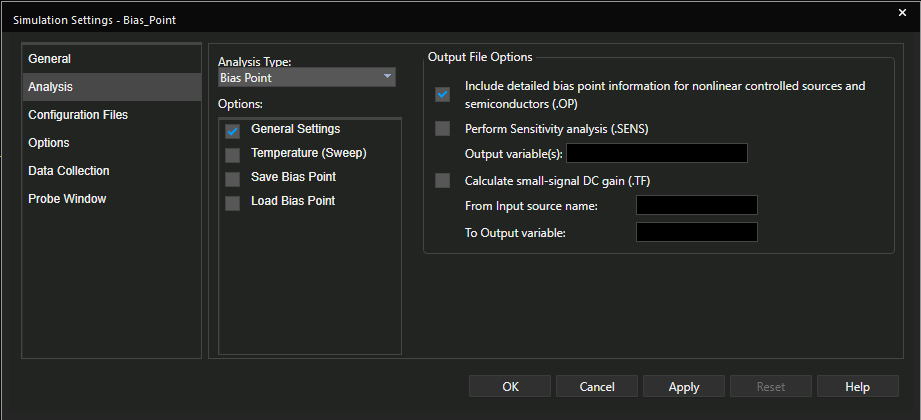 Simulation Settings - Bias_Point
General
Analysis
Configuration Files
Options
Data Collection
Probe Window
Analysis Type:
Bias Point
Options:
General Settings
Temperature (Sweep)
Save Bias Point
Load Bias Point
Output File Options
Include detailed bias point information for nonlinear controlled sources and
semiconductors (.OP)
Perform Sensitivity analysis (.SENS)
Output variable(s):
Calculate small-signal DC gain (.TF)
From Input source name:
To Output variable:
OK
Cancel
Apply
Reset
Help